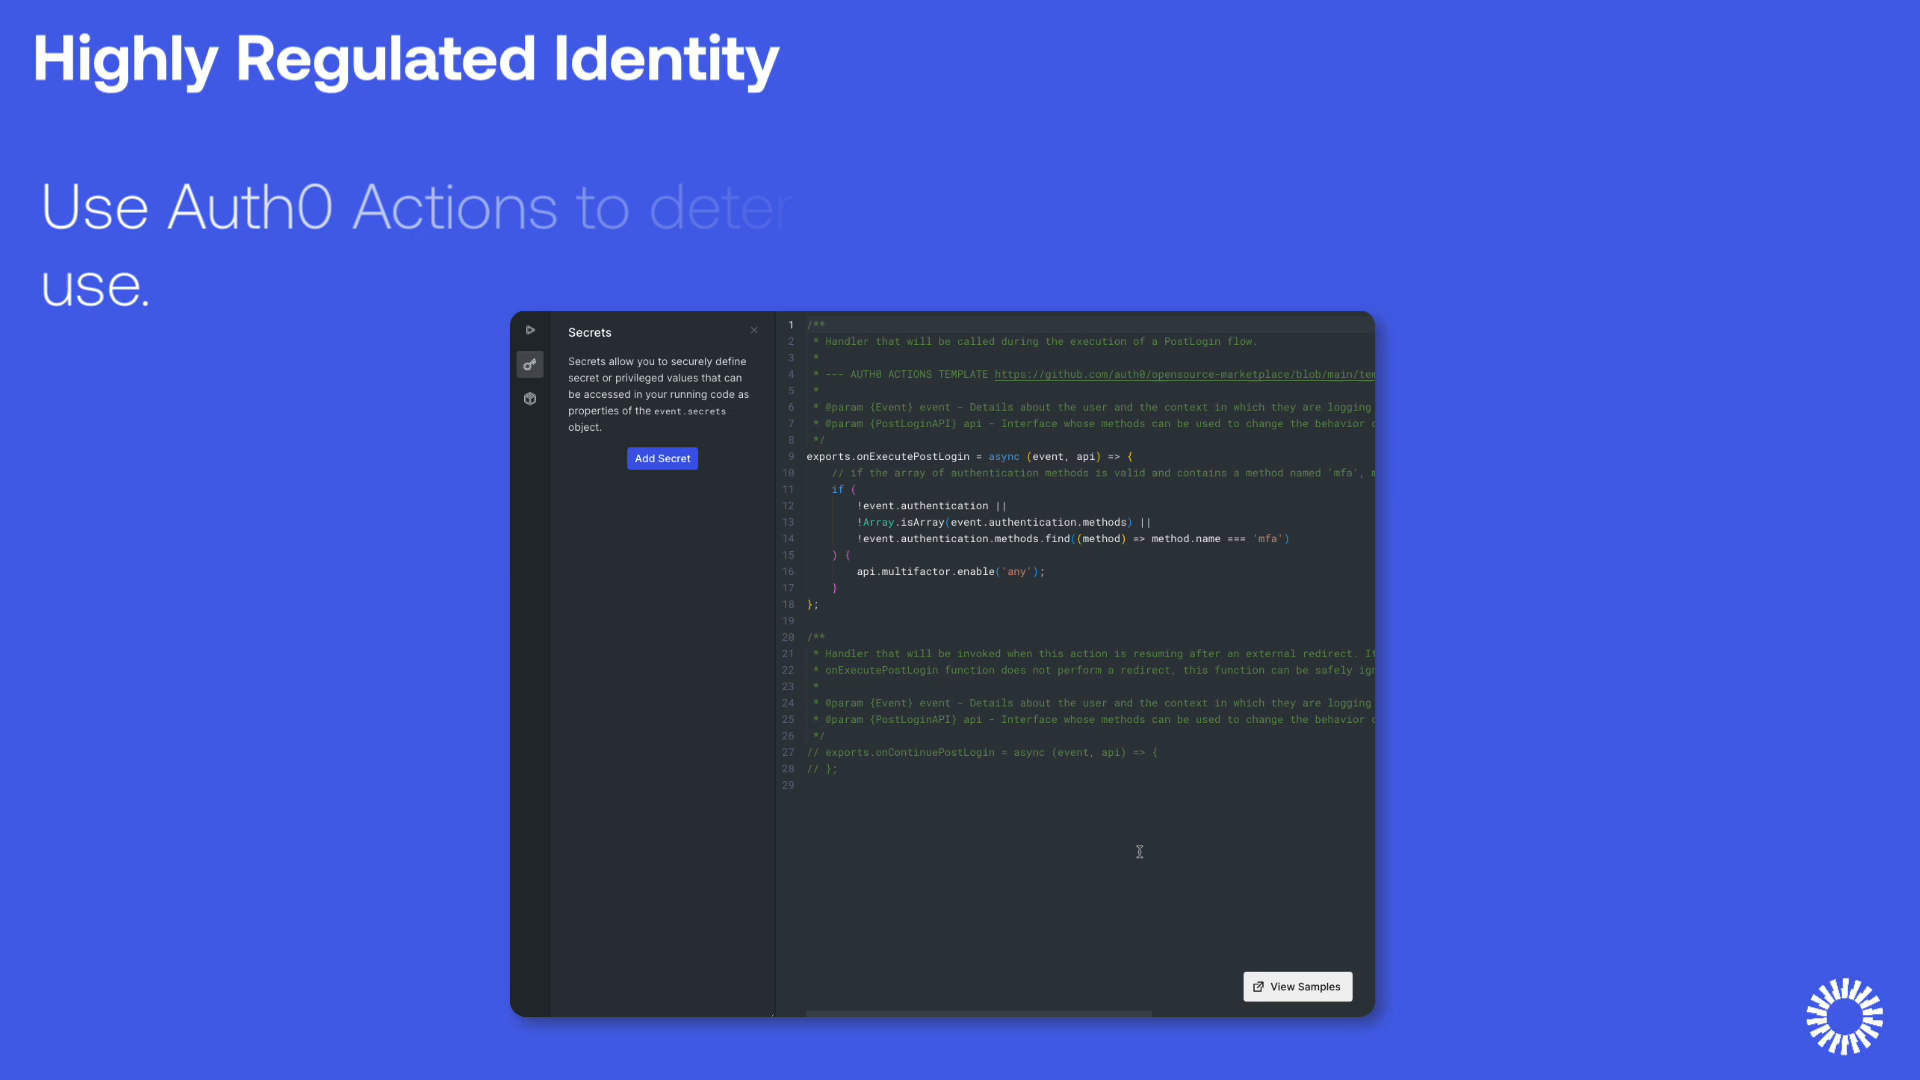 Highly Regulated Identity
Use Auth0 Actions to deter
use.
Secrets
Secrets allow you to securely define
secret or privileged values that can
be accessed in your running code as
properties of the event.secrets
object.
Add Secret
1 /**
2 * Handler that will be called during the execution of a PostLogin flow.
3 *
4 * --- AUTH0 ACTIONS TEMPLATE https://github.com/auth0/opensource-marketplace/blob/main/tem
5 *
6 * @param {Event} event - Details about the user and the context in which they are logging
7 * @param {PostLoginAPI} api - Interface whose methods can be used to change the behavior o
8 */
9 exports.onExecutePostLogin = async (event, api) => {
10 // if the array of authentication methods is valid and contains a method named 'mfa', m
11 if (
12 !event.authentication ||
13 !Array.isArray(event.authentication.methods) ||
14 !event.authentication.methods.find((method) => method.name === 'mfa')
15 ) {
16 api.multifactor.enable('any');
17 }
18 };
19
20 /**
21 * Handler that will be invoked when this action is resuming after an external redirect. If
22 * onExecutePostLogin function does not perform a redirect, this function can be safely ign
23 *
24 * @param {Event} event - Details about the user and the context in which they are logging
25 * @param {PostLoginAPI} api - Interface whose methods can be used to change the behavior o
26 */
27 // exports.onContinuePostLogin = async (event, api) => {
28 // };
29
View Samples